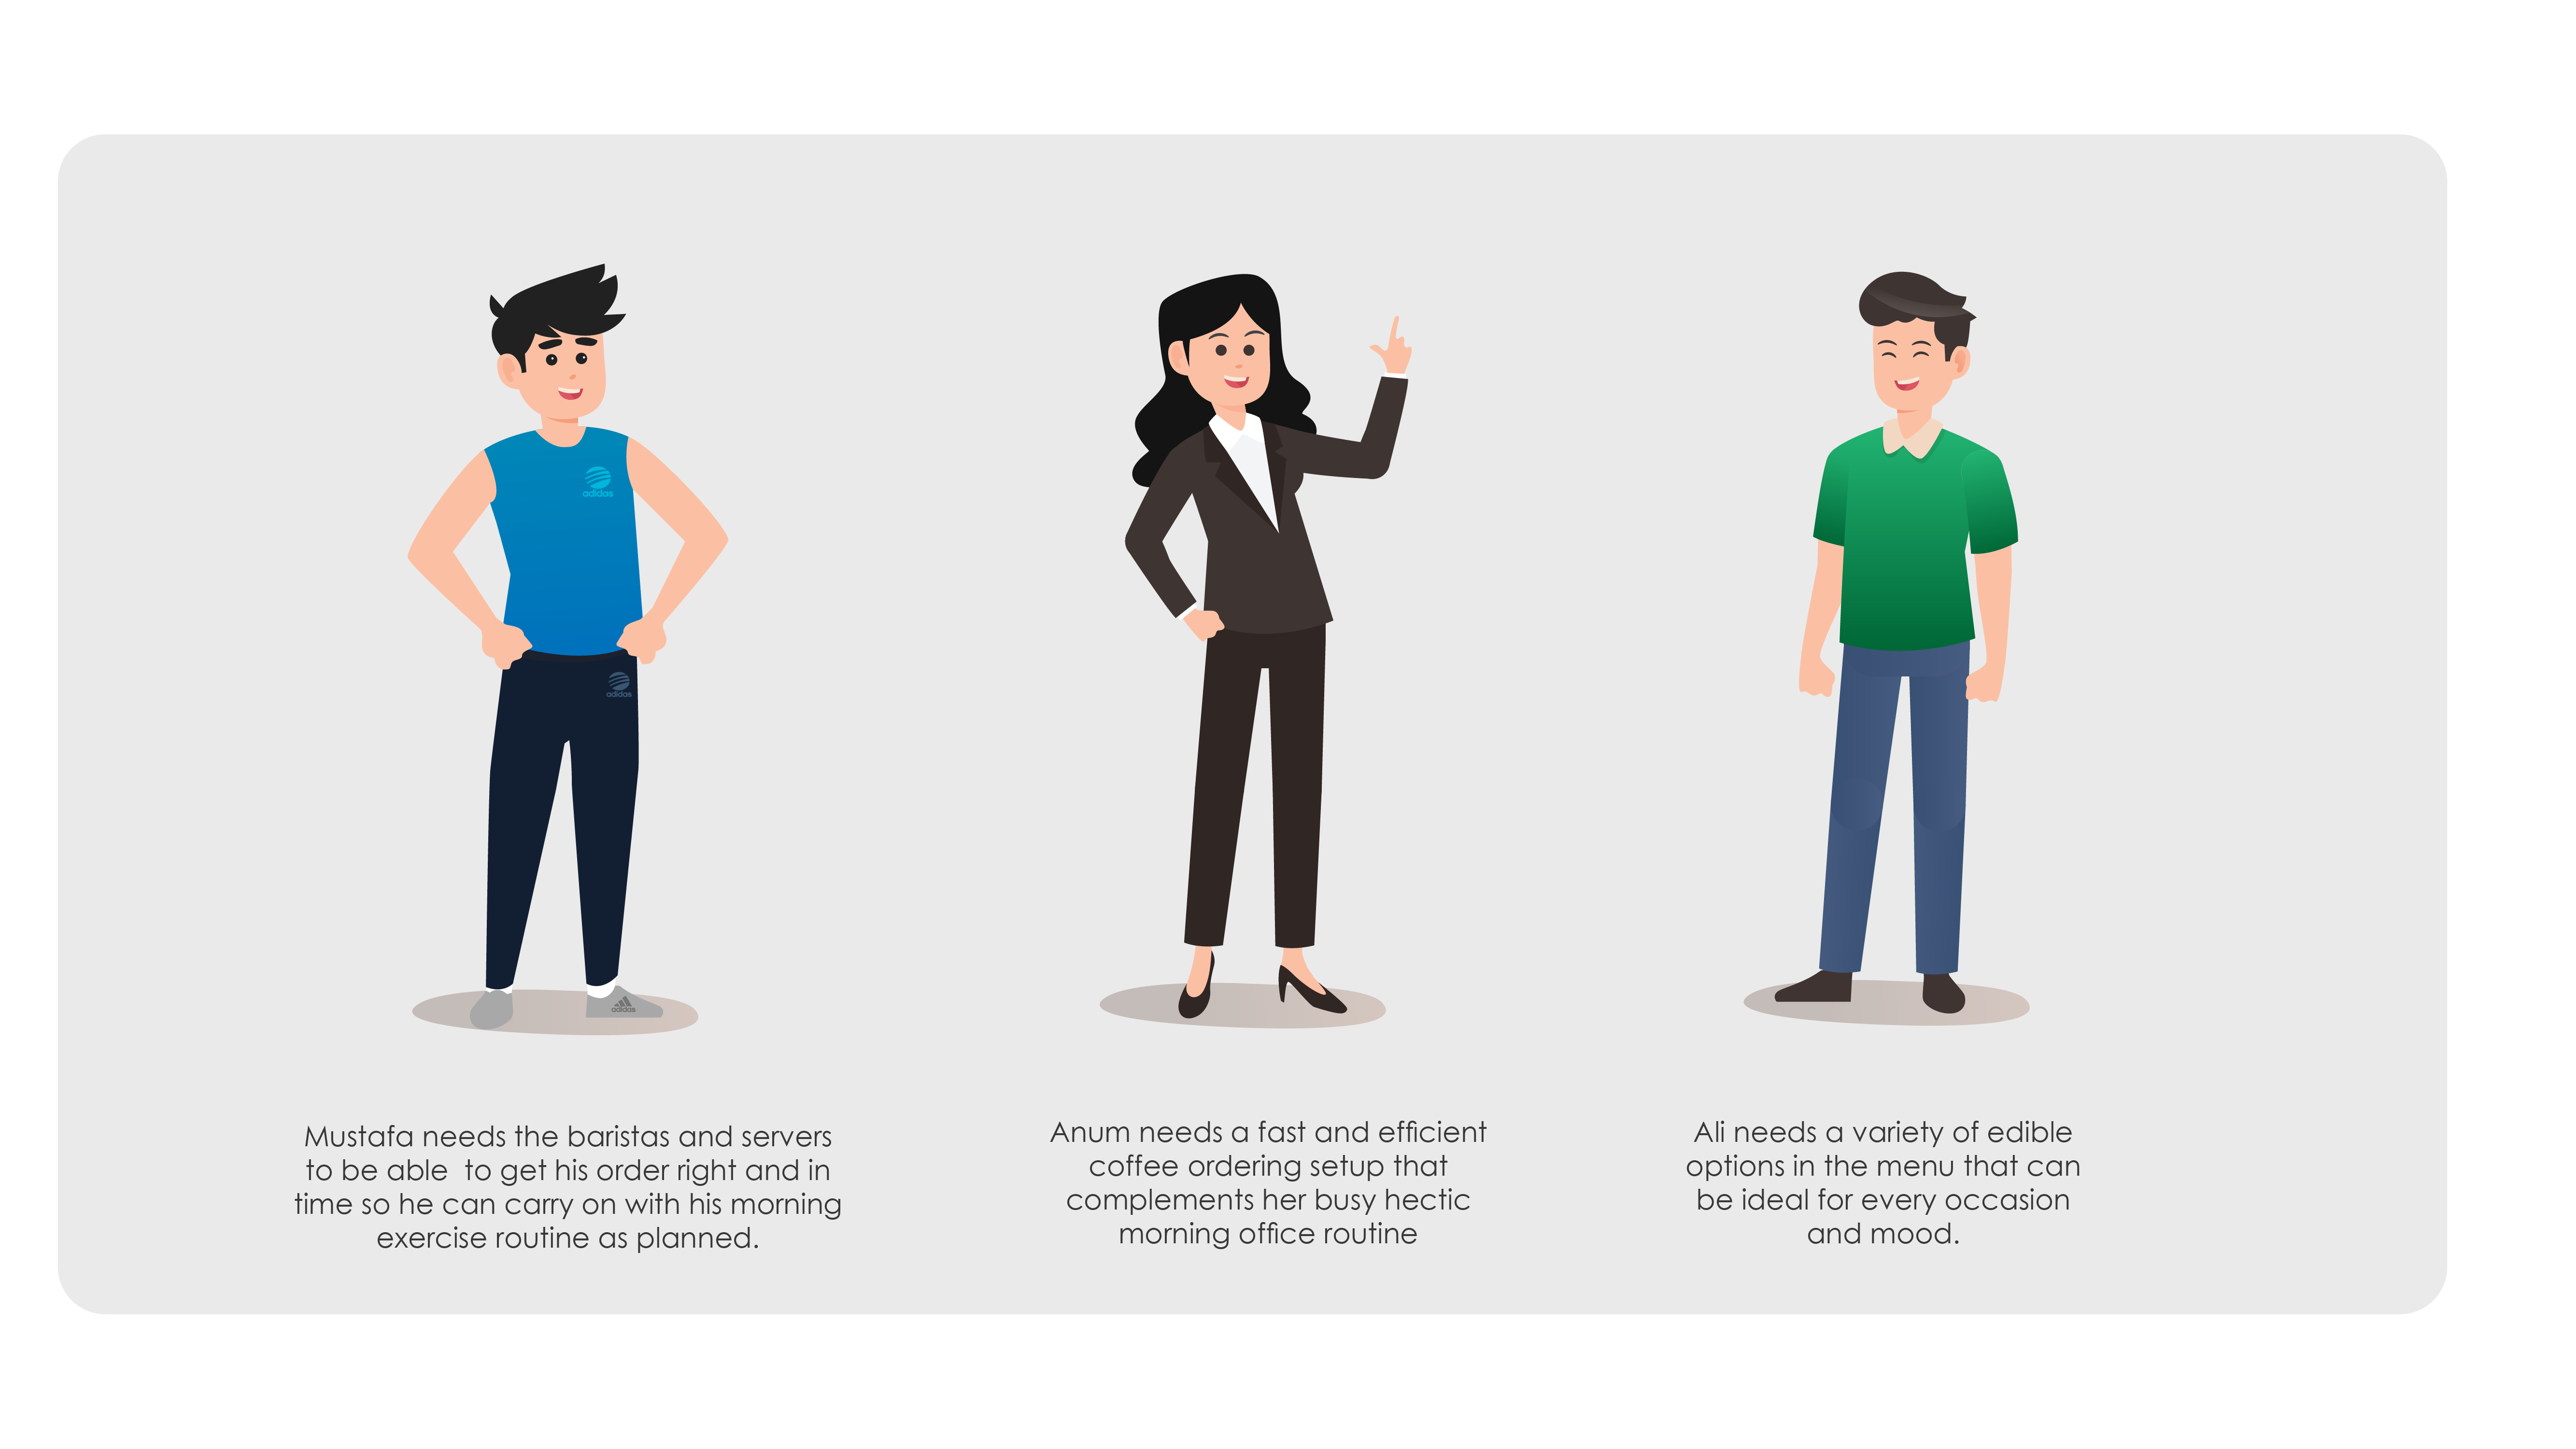 adidas
adidas
adidas
Mustafa needs the baristas and servers
to be able  to get his order right and in
time so he can carry on with his morning
exercise routine as planned.
Anum needs a fast and efficient
coffee ordering setup that
complements her busy hectic
morning office routine
Ali needs a variety of edible
options in the menu that can
be ideal for every occasion
and mood.